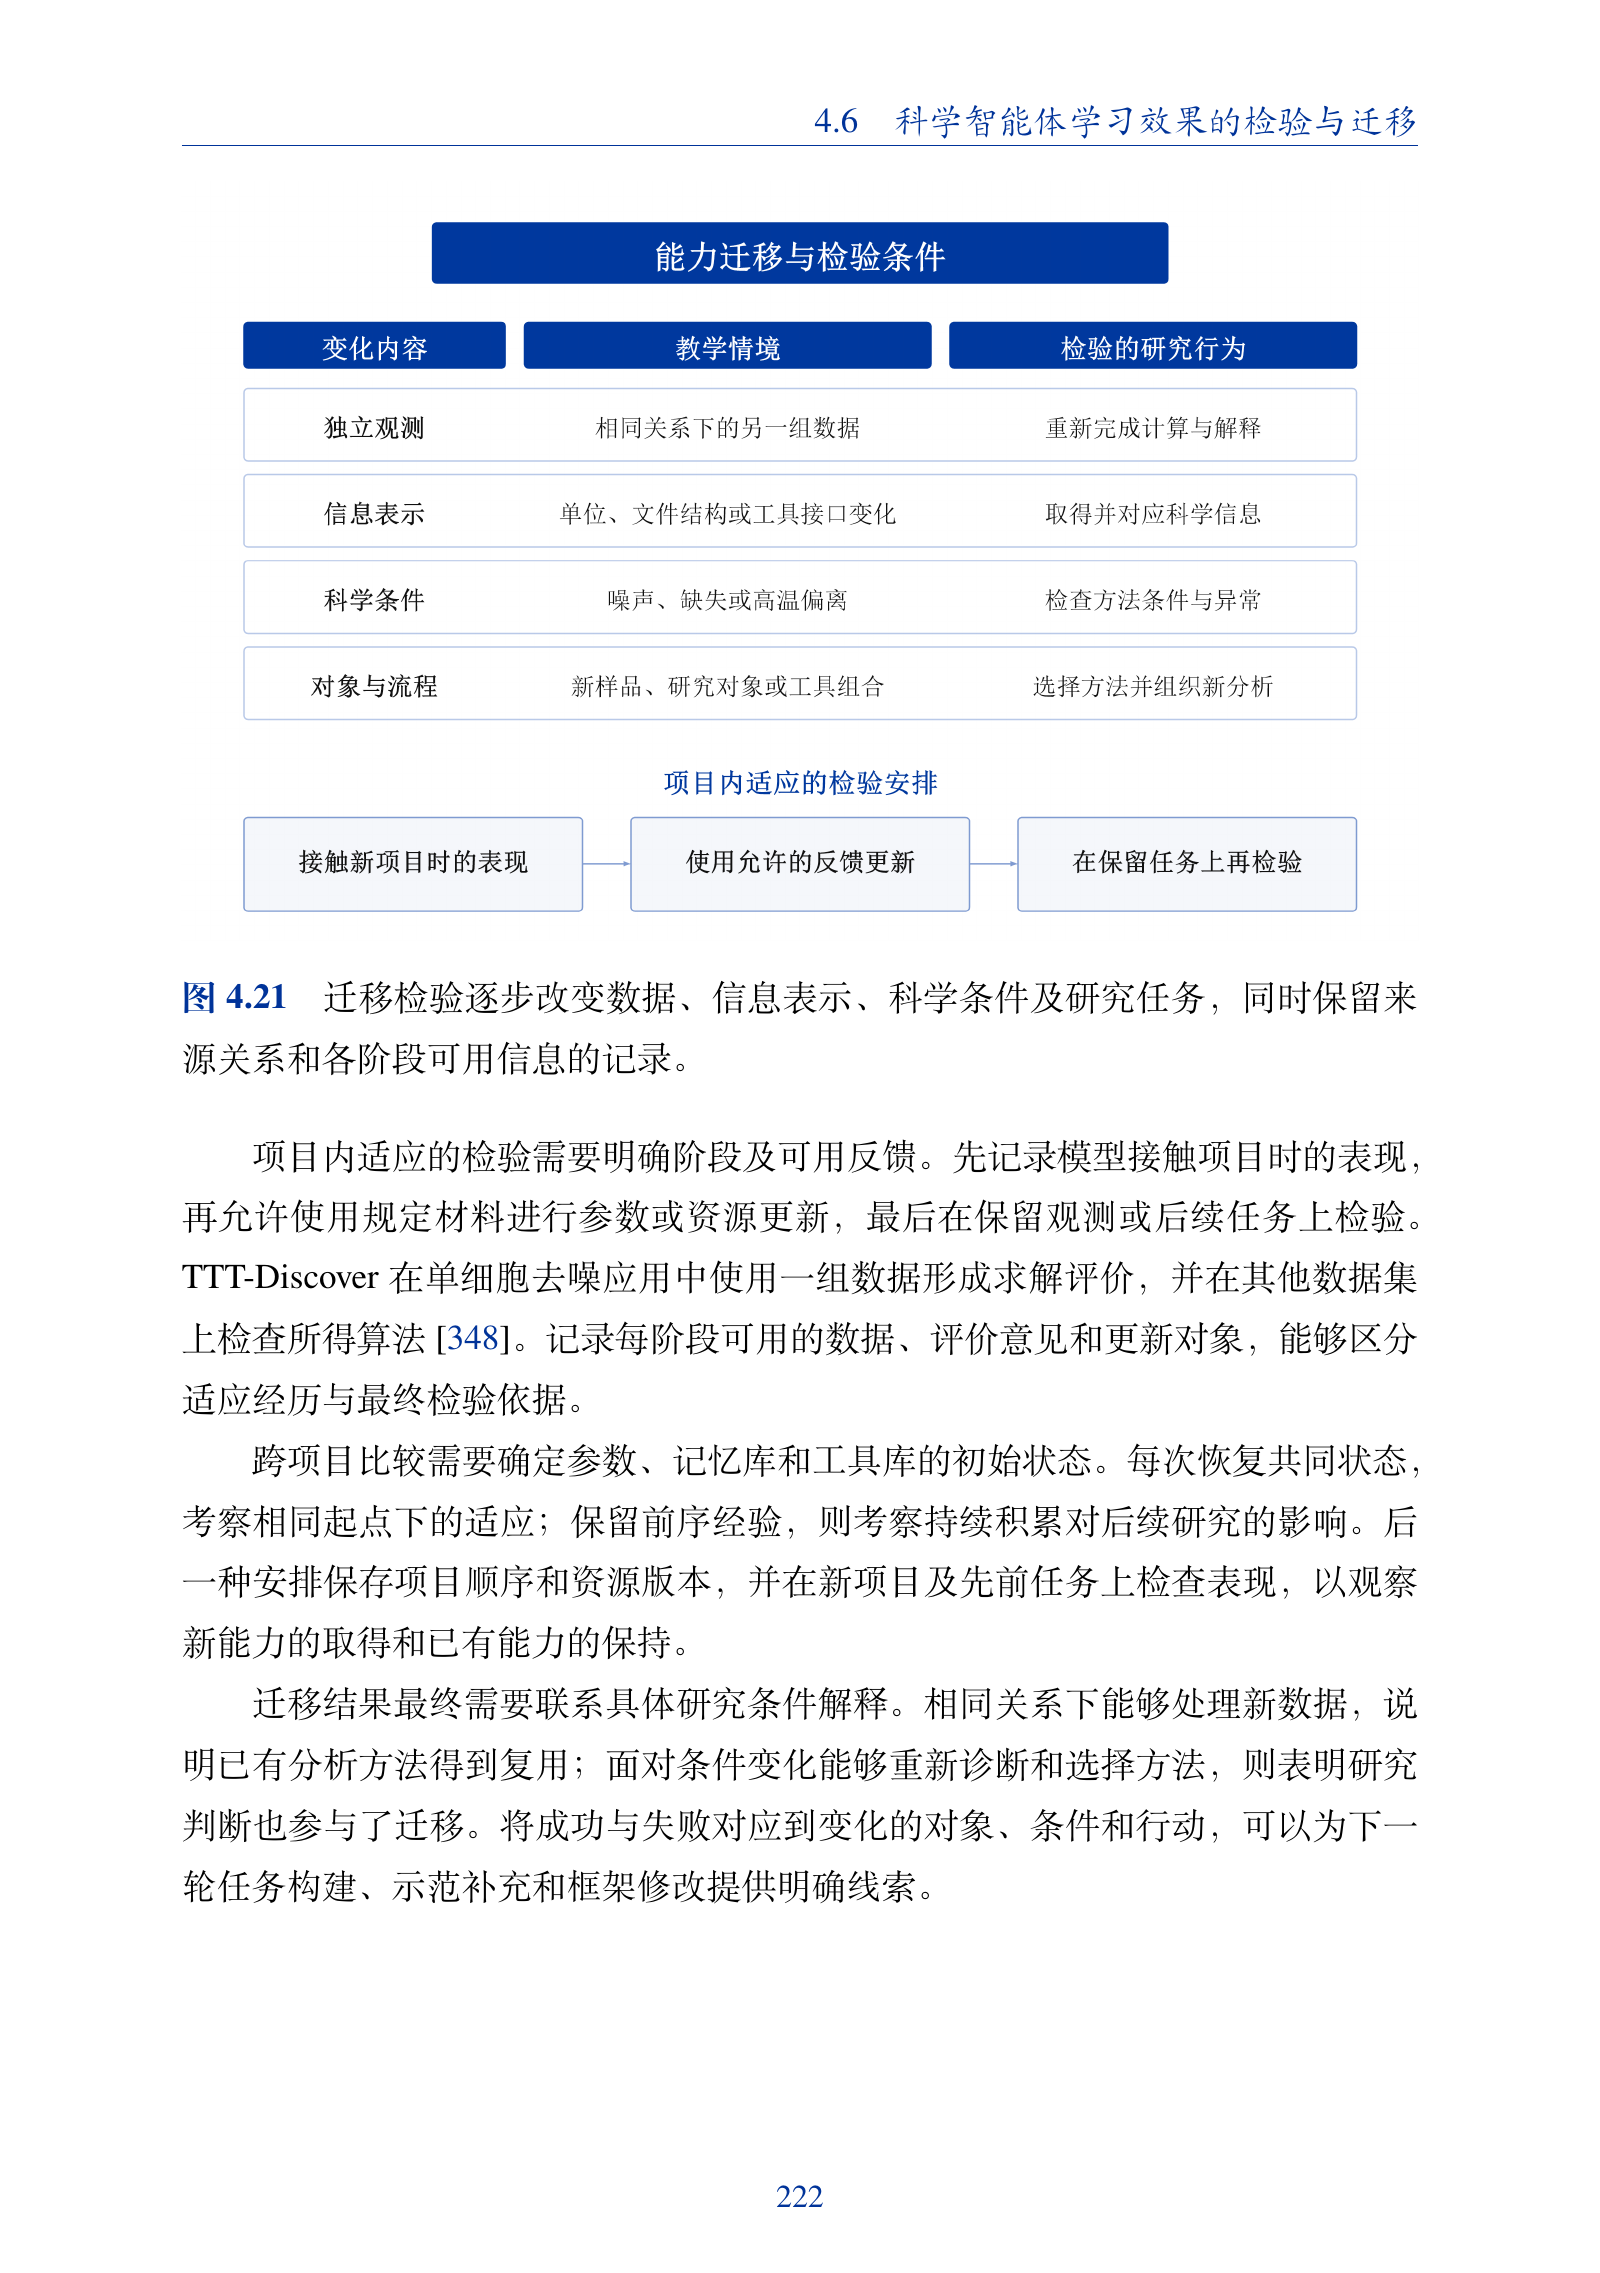 4.6 科学智能体学习效果的检验与迁移
能力迁移与检验条件
变化内容 教学情境 检验的研究行为
独立观测 相同关系下的另一组数据 重新完成计算与解释
信息表示 单位、文件结构或工具接口变化 取得并对应科学信息
科学条件 噪声、缺失或高温偏离 检查方法条件与异常
对象与流程 新样品、研究对象或工具组合 选择方法并组织新分析
项目内适应的检验安排
接触新项目时的表现 使用允许的反馈更新 在保留任务上再检验
图 4.21 迁移检验逐步改变数据、信息表示、科学条件及研究任务，同时保留来
源关系和各阶段可用信息的记录。
项目内适应的检验需要明确阶段及可用反馈。先记录模型接触项目时的表现，
再允许使用规定材料进行参数或资源更新，最后在保留观测或后续任务上检验。
TTT-Discover 在单细胞去噪应用中使用一组数据形成求解评价，并在其他数据集
上检查所得算法 [348]。记录每阶段可用的数据、评价意见和更新对象，能够区分
适应经历与最终检验依据。
跨项目比较需要确定参数、记忆库和工具库的初始状态。每次恢复共同状态，
考察相同起点下的适应；保留前序经验，则考察持续积累对后续研究的影响。后
一种安排保存项目顺序和资源版本，并在新项目及先前任务上检查表现，以观察
新能力的取得和已有能力的保持。
迁移结果最终需要联系具体研究条件解释。相同关系下能够处理新数据，说
明已有分析方法得到复用；面对条件变化能够重新诊断和选择方法，则表明研究
判断也参与了迁移。将成功与失败对应到变化的对象、条件和行动，可以为下一
轮任务构建、示范补充和框架修改提供明确线索。
222